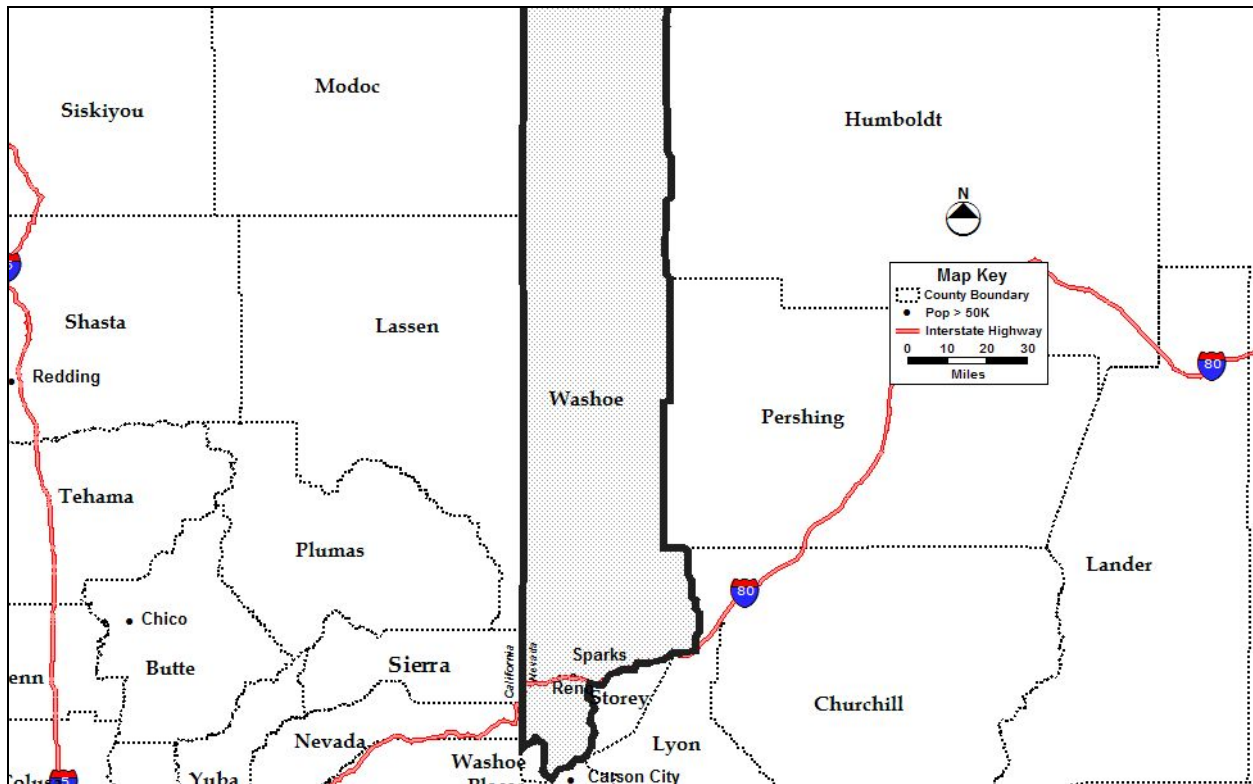 Siskiyou
Modoc
Humboldt
N
Map Key
County Boundary
Pop > 50K
Interstate Highway
0 10 20 30
Miles
80
5
Shasta
Lassen
Redding
Washoe
Pershing
Tehama
Plumas
Lander
80
Chico
Butte
Sierra
California
Nevada
Sparks
Reno
Storey
enn
Churchill
Nevada
Lyon
Washoe
Carson City
Yuba
5